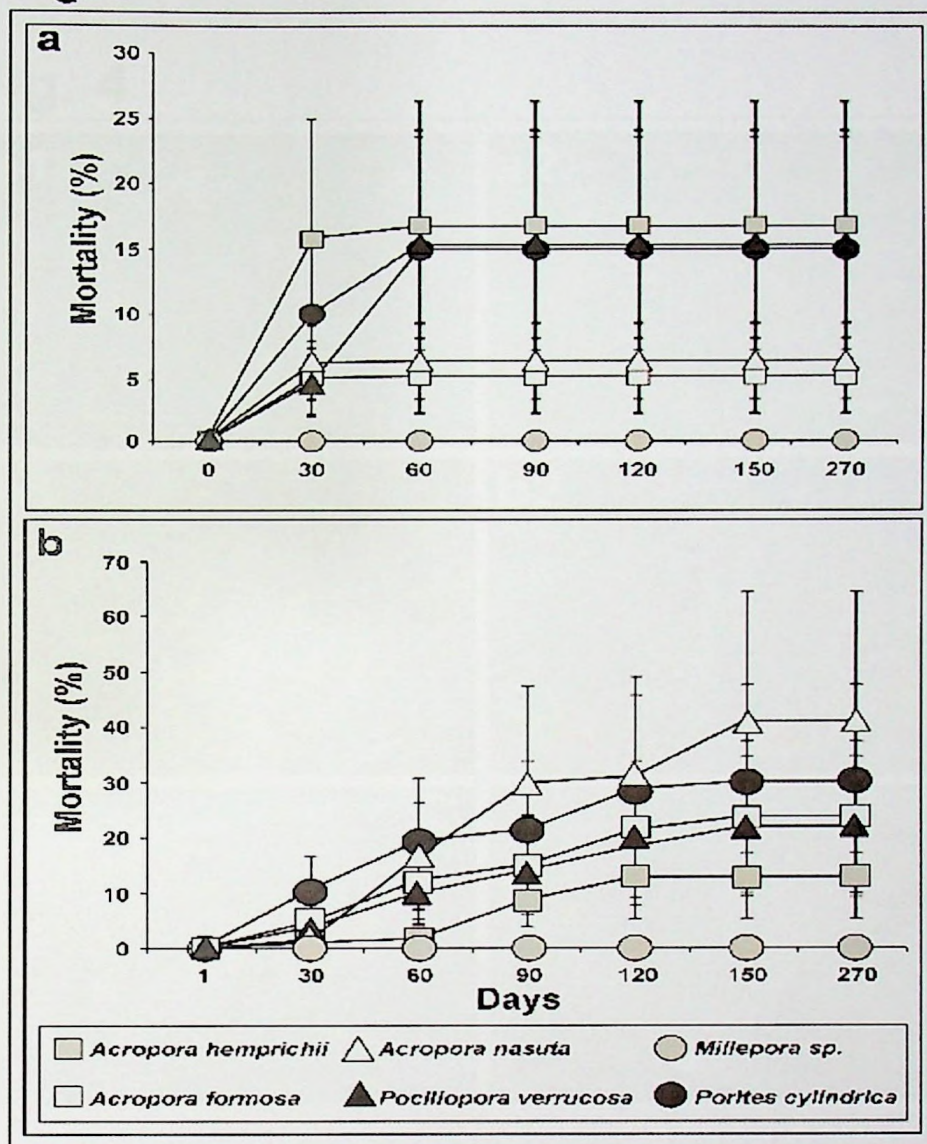 a
30
25
20
15
10
5
0
Mortality (%)
0 30 60 90 120 150 270
b
70
60
50
40
30
20
10
0
Mortality (%)
1 30 60 90 120 150 270
Days
Acropora hemprichii Acropora nasuta Millepora sp.
Acropora formosa Pocillopora verrucosa Porites cylindrica